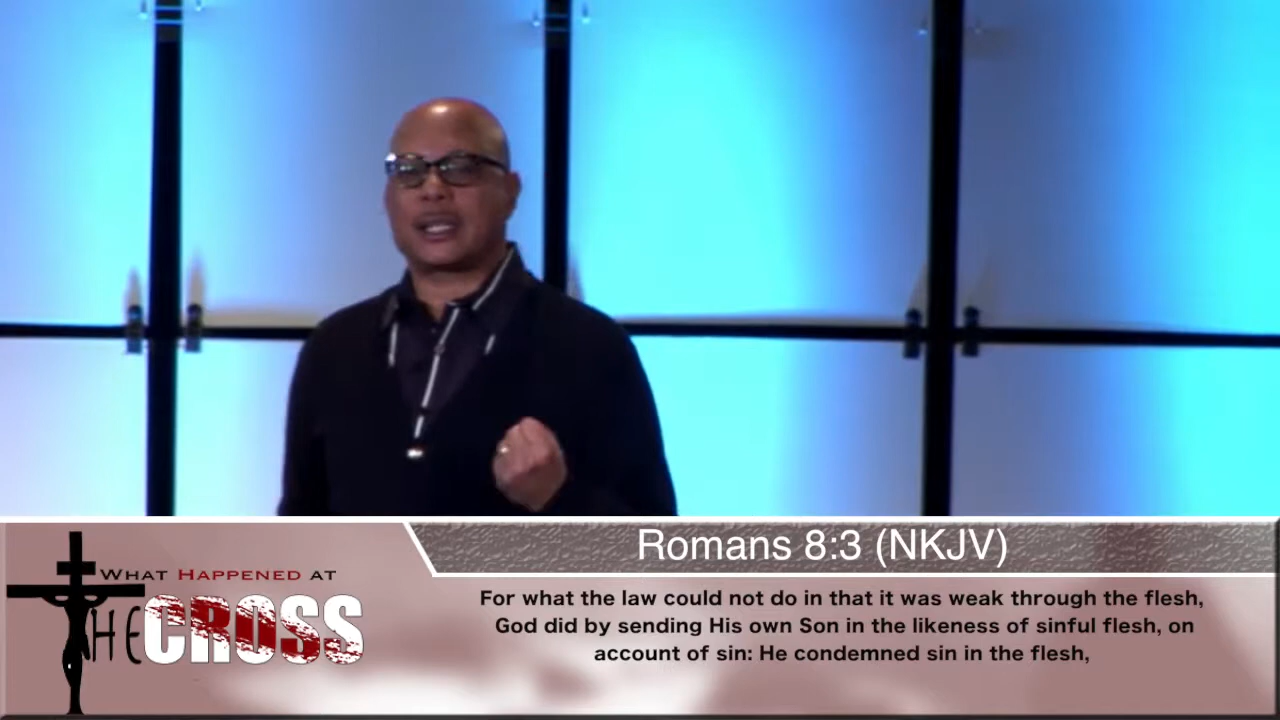 Romans 8:3 (NKJV)
WHAT HAPPENED AT
THE CROSS
For what the law could not do in that it was weak through the flesh,
God did by sending His own Son in the likeness of sinful flesh, on
account of sin: He condemned sin in the flesh,